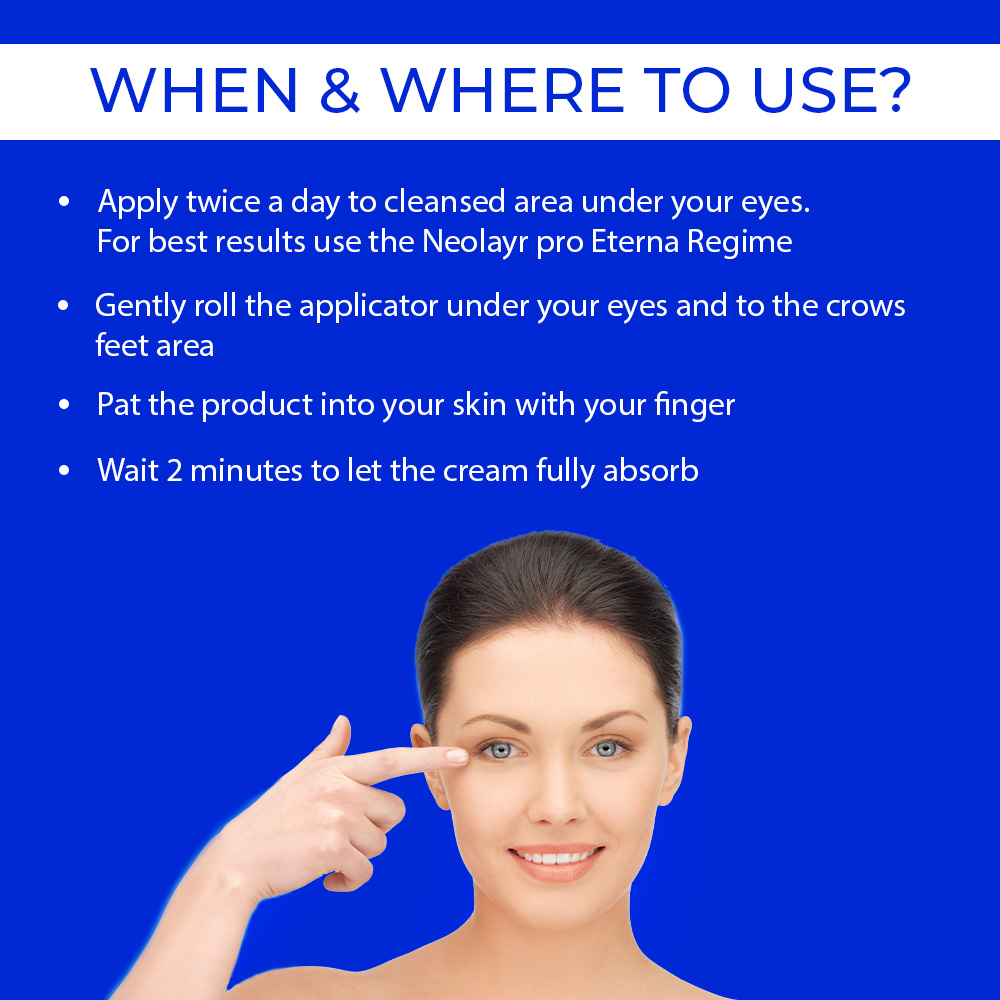 WHEN & WHERE TO USE?
• Apply twice a day to cleansed area under your eyes.
For best results use the Neolayr pro Eterna Regime
• Gently roll the applicator under your eyes and to the crows
feet area
• Pat the product into your skin with your finger
• Wait 2 minutes to let the cream fully absorb